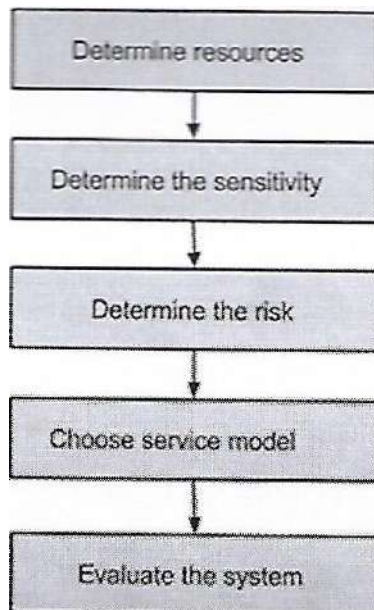 Determine resources
Determine the sensitivity
Determine the risk
Choose service model
Evaluate the system